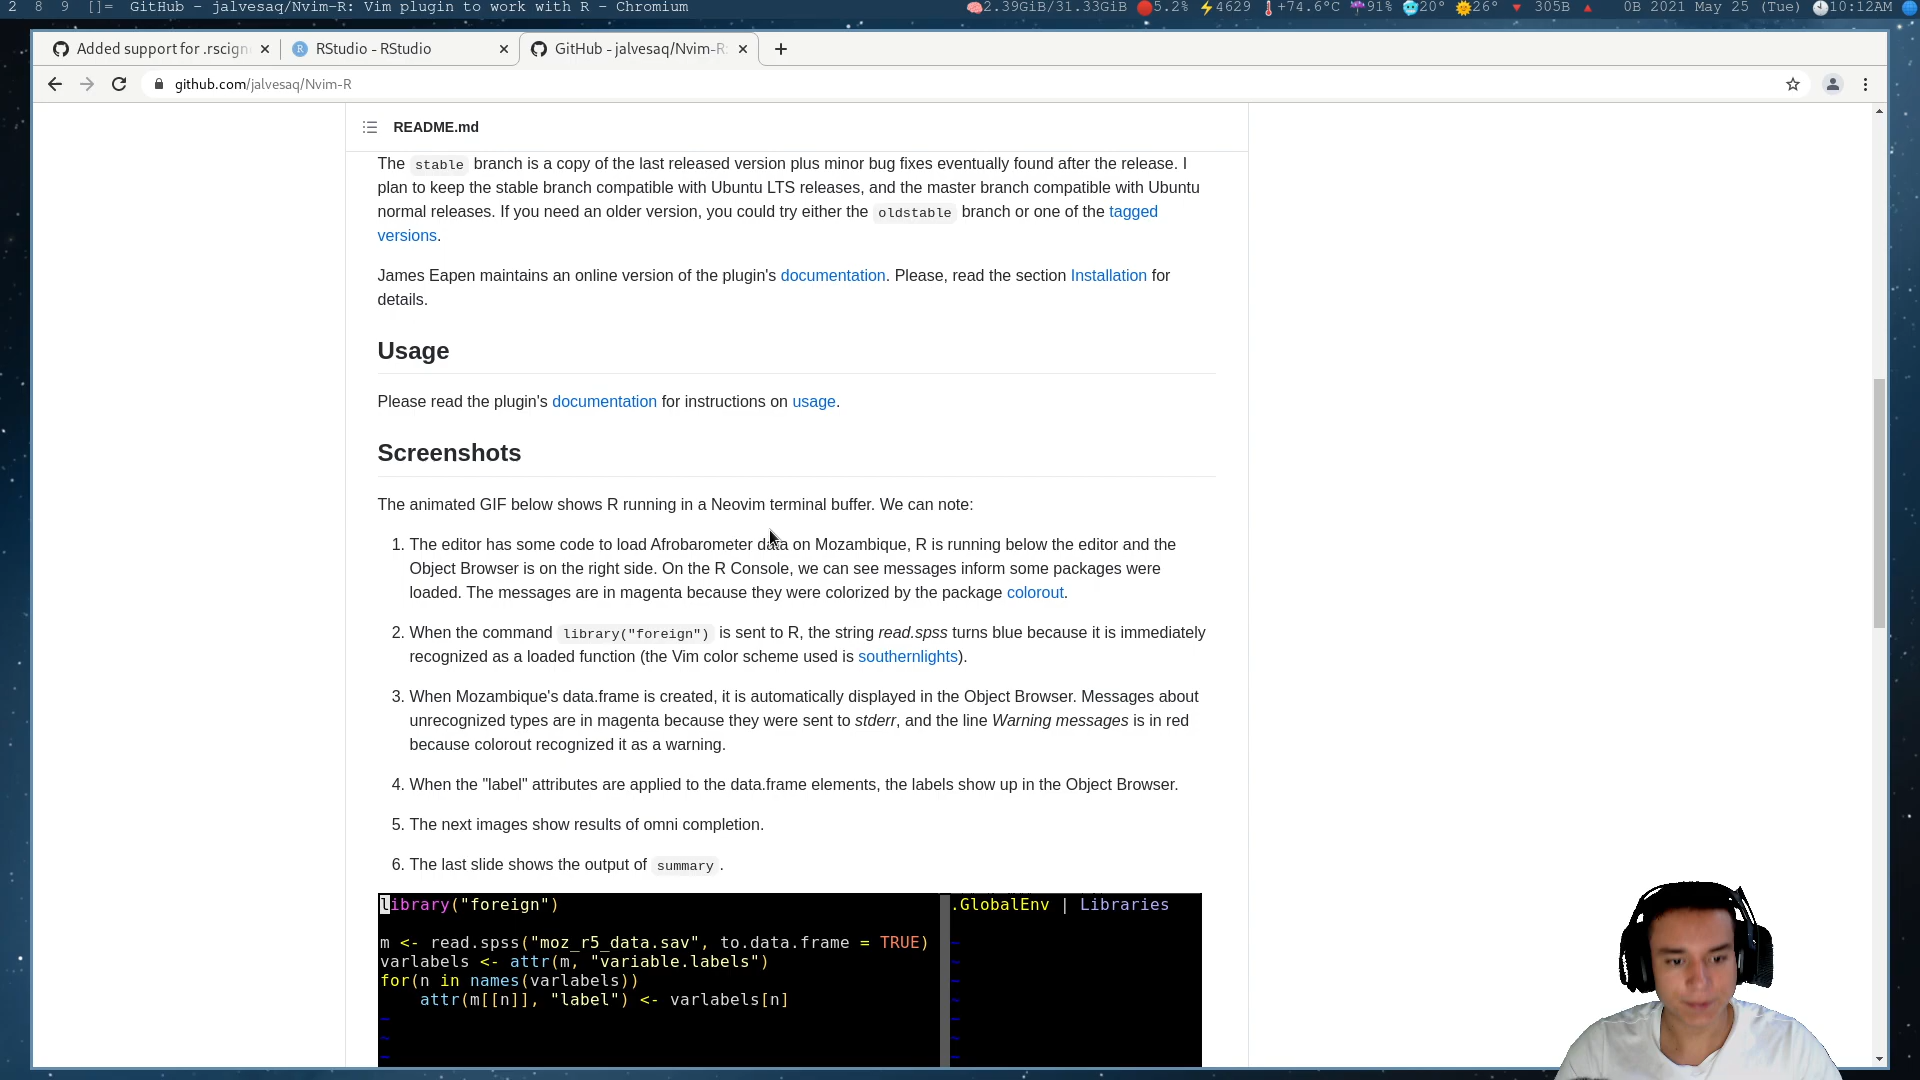 2 8 9 []= GitHub - jalvesaq/Nvim-R: Vim plugin to work with R - Chromium 2.39GiB/31.33GiB 5.2% 4629 +74.6°C 91% 20° 26° 305B 0B 2021 May 25 (Tue) 10:12AM
Added support for .rscign RStudio - RStudio GitHub - jalvesaq/Nvim-R:
github.com/jalvesaq/Nvim-R
README.md
The stable branch is a copy of the last released version plus minor bug fixes eventually found after the release. I
plan to keep the stable branch compatible with Ubuntu LTS releases, and the master branch compatible with Ubuntu
normal releases. If you need an older version, you could try either the oldstable branch or one of the tagged
versions.
James Eapen maintains an online version of the plugin's documentation. Please, read the section Installation for
details.
Usage
Please read the plugin's documentation for instructions on usage.
Screenshots
The animated GIF below shows R running in a Neovim terminal buffer. We can note:
1. The editor has some code to load Afrobarometer data on Mozambique, R is running below the editor and the
Object Browser is on the right side. On the R Console, we can see messages inform some packages were
loaded. The messages are in magenta because they were colorized by the package colorout.
2. When the command library("foreign") is sent to R, the string read.spss turns blue because it is immediately
recognized as a loaded function (the Vim color scheme used is southernlights).
3. When Mozambique's data.frame is created, it is automatically displayed in the Object Browser. Messages about
unrecognized types are in magenta because they were sent to stderr, and the line Warning messages is in red
because colorout recognized it as a warning.
4. When the "label" attributes are applied to the data.frame elements, the labels show up in the Object Browser.
5. The next images show results of omni completion.
6. The last slide shows the output of summary.
library("foreign") .GlobalEnv | Libraries
m <- read.spss("moz_r5_data.sav", to.data.frame = TRUE)
varlabels <- attr(m, "variable.labels")
for(n in names(varlabels))
attr(m[[n]], "label") <- varlabels[n]